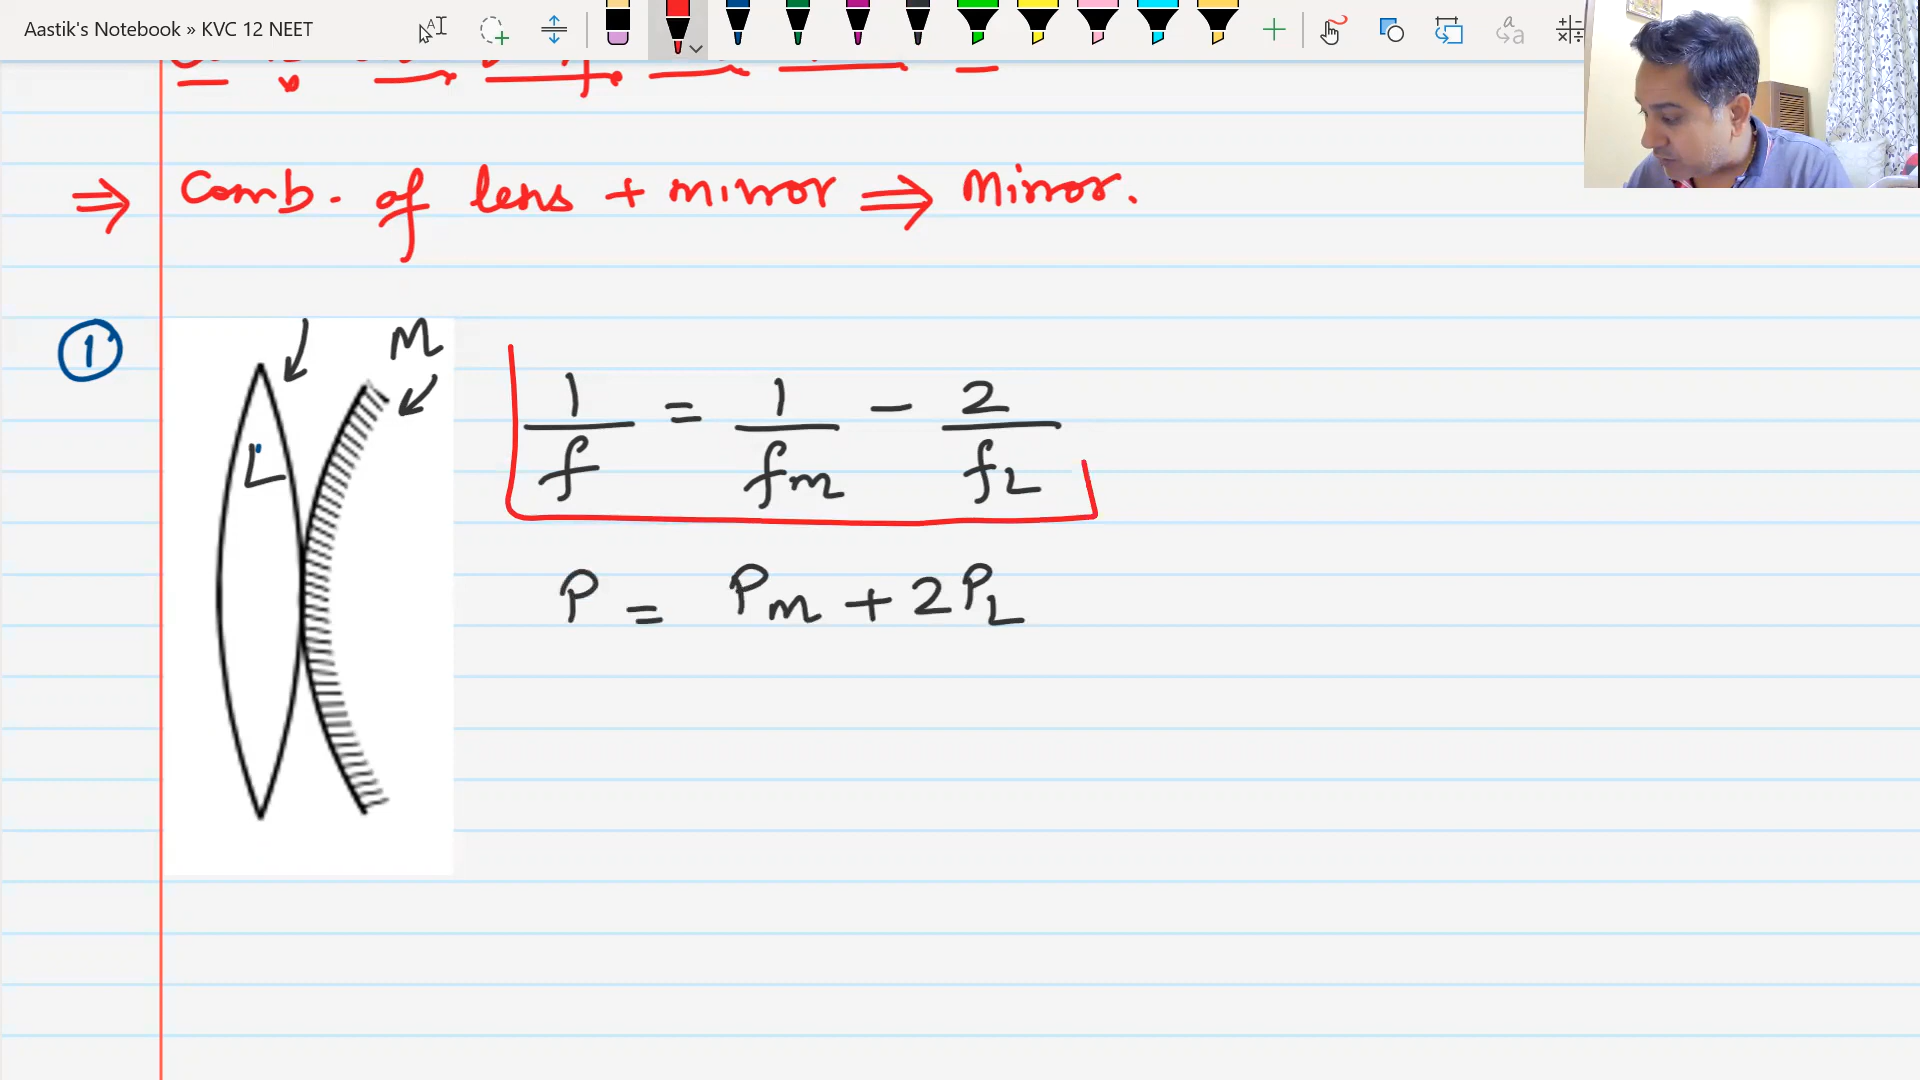 Aastik's Notebook » KVC 12 NEET
⇒ Comb. of lens + mirror ⇒ Mirror.
① M
L
1/f = 1/fm - 2/fL
P = Pm + 2PL